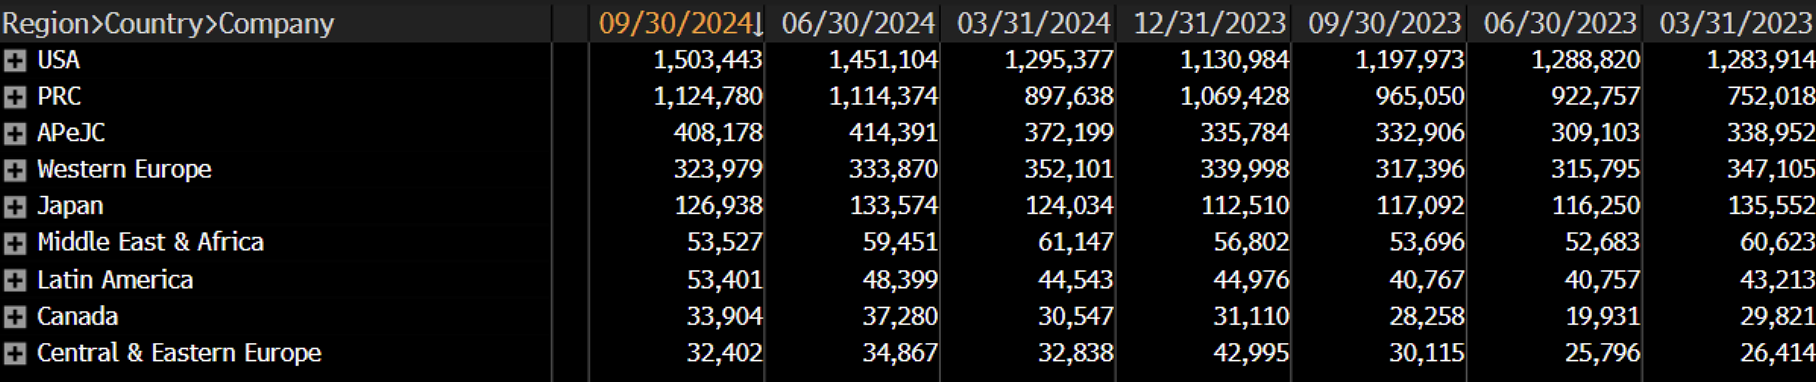 Region>Country>Company 09/30/2024↓ 06/30/2024 03/31/2024 12/31/2023 09/30/2023 06/30/2023 03/31/2023
USA 1,503,443 1,451,104 1,295,377 1,130,984 1,197,973 1,288,820 1,283,914
PRC 1,124,780 1,114,374 897,638 1,069,428 965,050 922,757 752,018
APeJC 408,178 414,391 372,199 335,784 332,906 309,103 338,952
Western Europe 323,979 333,870 352,101 339,998 317,396 315,795 347,105
Japan 126,938 133,574 124,034 112,510 117,092 116,250 135,552
Middle East & Africa 53,527 59,451 61,147 56,802 53,696 52,683 60,623
Latin America 53,401 48,399 44,543 44,976 40,767 40,757 43,213
Canada 33,904 37,280 30,547 31,110 28,258 19,931 29,821
Central & Eastern Europe 32,402 34,867 32,838 42,995 30,115 25,796 26,414